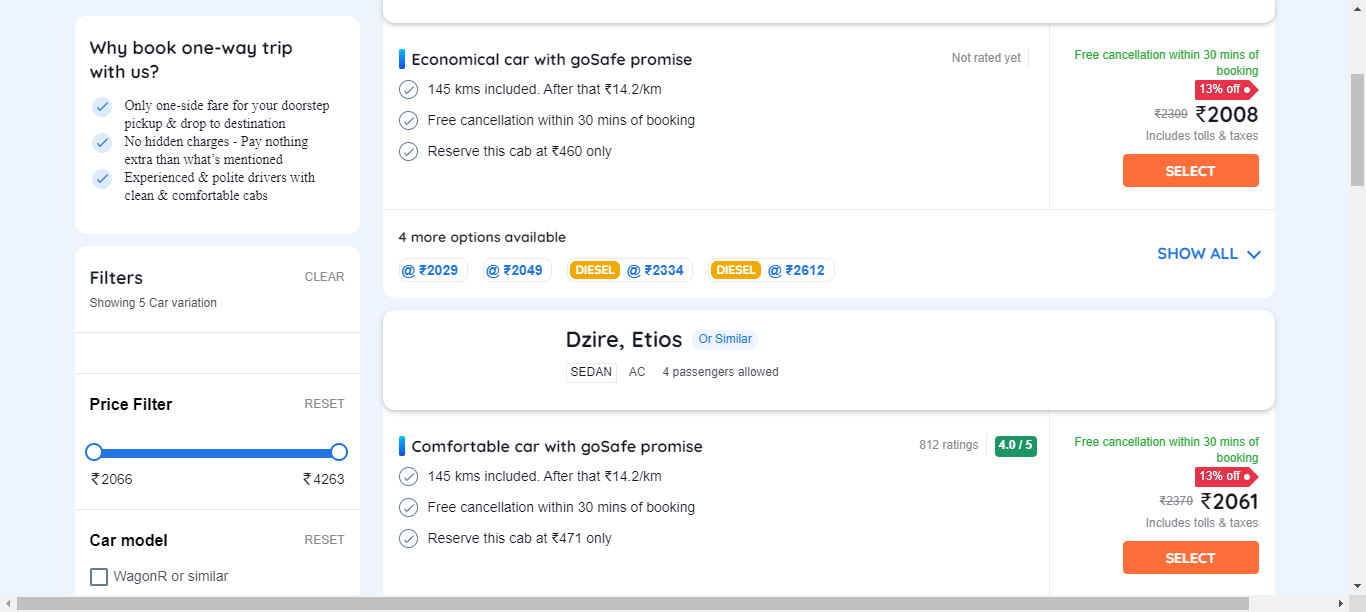 Why book one-way trip
with us?
Only one-side fare for your doorstep
pickup & drop to destination
No hidden charges - Pay nothing
extra than what's mentioned
Experienced & polite drivers with
clean & comfortable cabs
Filters
CLEAR
Showing 5 Car variation
Price Filter
RESET
₹2066
₹4263
Car model
RESET
WagonR or similar
Economical car with goSafe promise
Not rated yet
145 kms included. After that ₹14.2/km
Free cancellation within 30 mins of booking
Reserve this cab at ₹460 only
Free cancellation within 30 mins of
booking
13% off
₹2309 ₹2008
Includes tolls & taxes
SELECT
4 more options available
@ ₹2029 @ ₹2049 DIESEL @ ₹2334 DIESEL @ ₹2612
SHOW ALL
Dzire, Etios Or Similar
SEDAN AC 4 passengers allowed
Comfortable car with goSafe promise
812 ratings 4.0 / 5
145 kms included. After that ₹14.2/km
Free cancellation within 30 mins of booking
Reserve this cab at ₹471 only
Free cancellation within 30 mins of
booking
13% off
₹2370 ₹2061
Includes tolls & taxes
SELECT